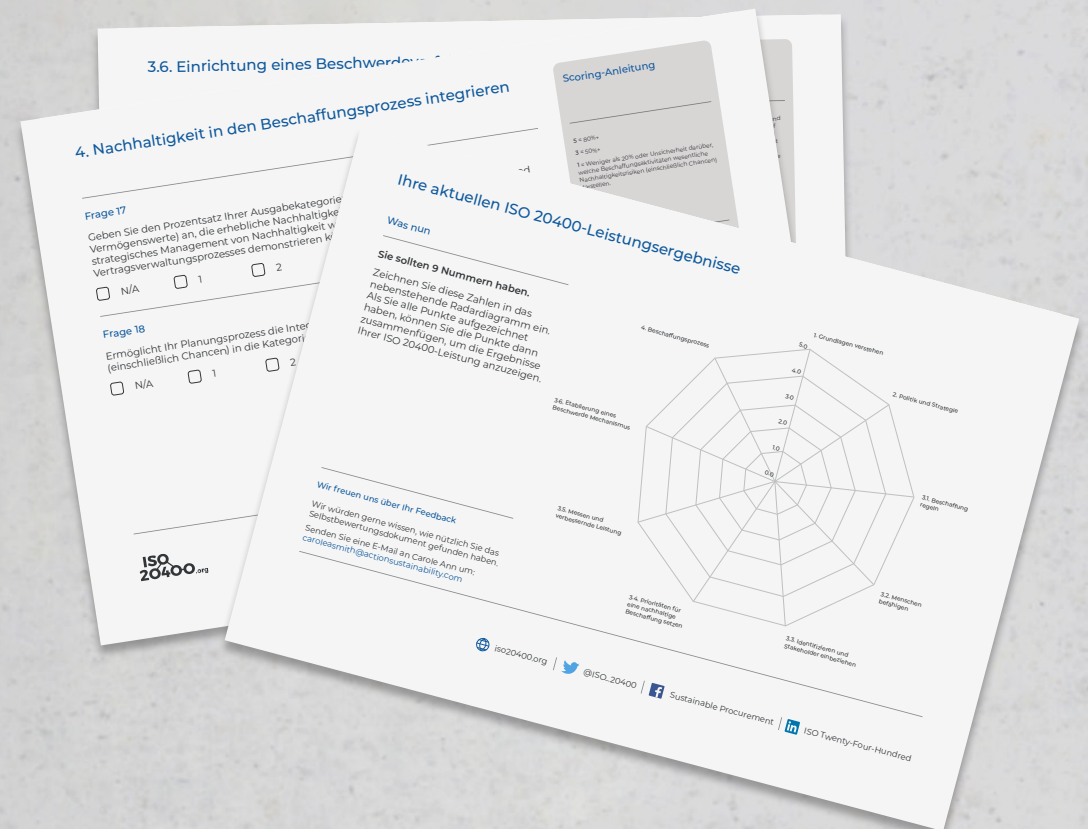 3.6. Einrichtung eines
4. Nachhaltigkeit in den Beschaffungsprozess integrieren
Frage 17
Geben Sie den Prozentsatz Ihrer Ausgabekategorie
Vermögenswerte) an, die erhebliche Nachhaltigke
strategisches Management von Nachhaltigkeit w
Vertragsverwaltungsprozesses demonstrieren k
N/A 1 2
Frage 18
Ermöglicht Ihr Planungsprozess die Inte
(einschließlich Chancen) in die Kategori
N/A 1 2
ISO
20400.org
Scoring-Anleitung
5 = 80%+
3 = 50%+
1 = Weniger als 20% oder Unsicherheit darüber,
welche Beschaffungsaktivitäten wesentliche
Nachhaltigkeitsrisiken (einschließlich Chancen)
Ihre aktuellen ISO 20400-Leistungsergebnisse
Was nun
Sie sollten 9 Nummern haben.
Zeichnen Sie diese Zahlen in das
nebenstehende Radardiagramm ein.
Als Sie alle Punkte aufgezeichnet
haben, können Sie die Punkte dann
zusammenfügen, um die Ergebnisse
Ihrer ISO 20400-Leistung anzuzeigen.
Wir freuen uns über Ihr Feedback
Wir würden gerne wissen, wie nützlich Sie das
Selbstbewertungsdokument gefunden haben.
Senden Sie eine E-Mail an Carole Ann um:
caroleasmith@actionsustainability.com
1. Grundlagen verstehen
2. Politik und Strategie
3.1. Beschaffung
regeln
3.2. Menschen
befähigen
3.3. Identifizieren und
Stakeholder einbeziehen
3.4. Prioritäten für
eine nachhaltige
Beschaffung setzen
3.5. Messen und
verbessernde Leistung
3.6. Etablierung eines
Beschwerde Mechanismus
4. Beschaffungsprozess
5.0
4.0
3.0
2.0
1.0
0.0
iso20400.org
@ISO_20400
Sustainable Procurement
ISO Twenty-Four-Hundred